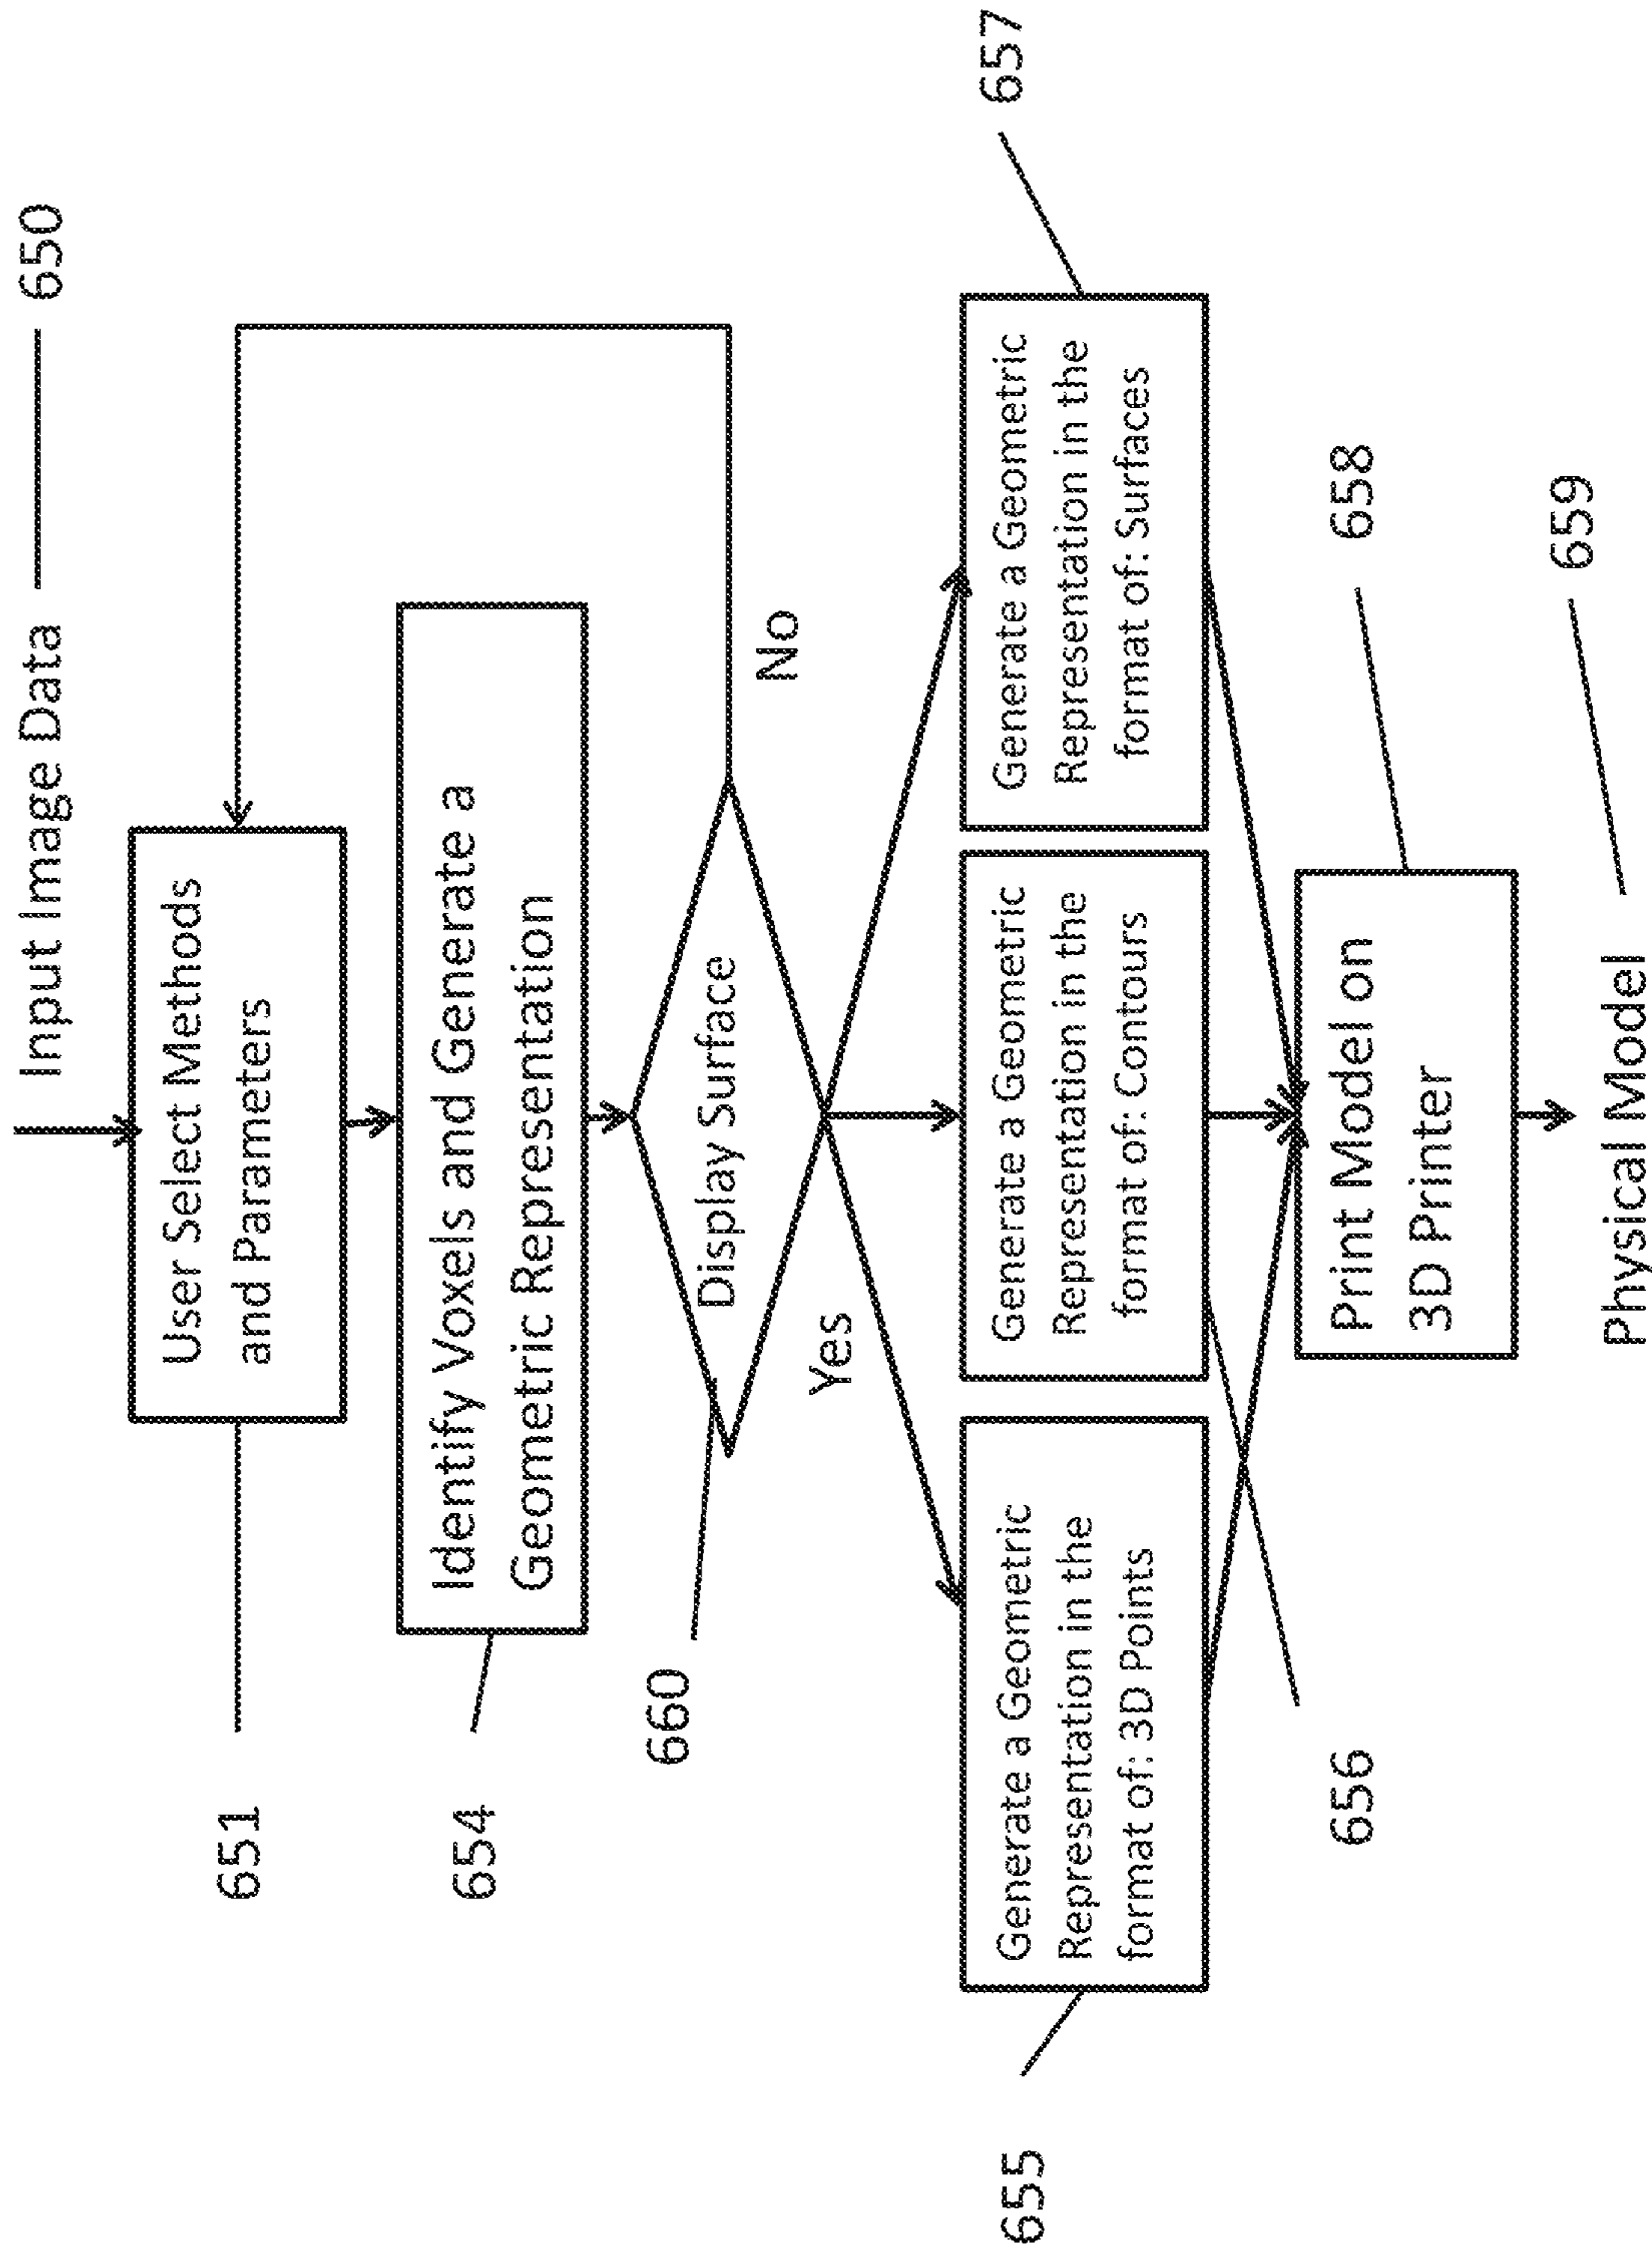 Input Image Data
650
User Select Methods
and Parameters
651
Identify Voxels and Generate a
Geometric Representation
654
Display Surface
660
No
Yes
Generate a Geometric
Representation in the
format of: 3D Points
655
Generate a Geometric
Representation in the
format of: Contours
656
Generate a Geometric
Representation in the
format of: Surfaces
657
Print Model on
3D Printer
658
Physical Model
659